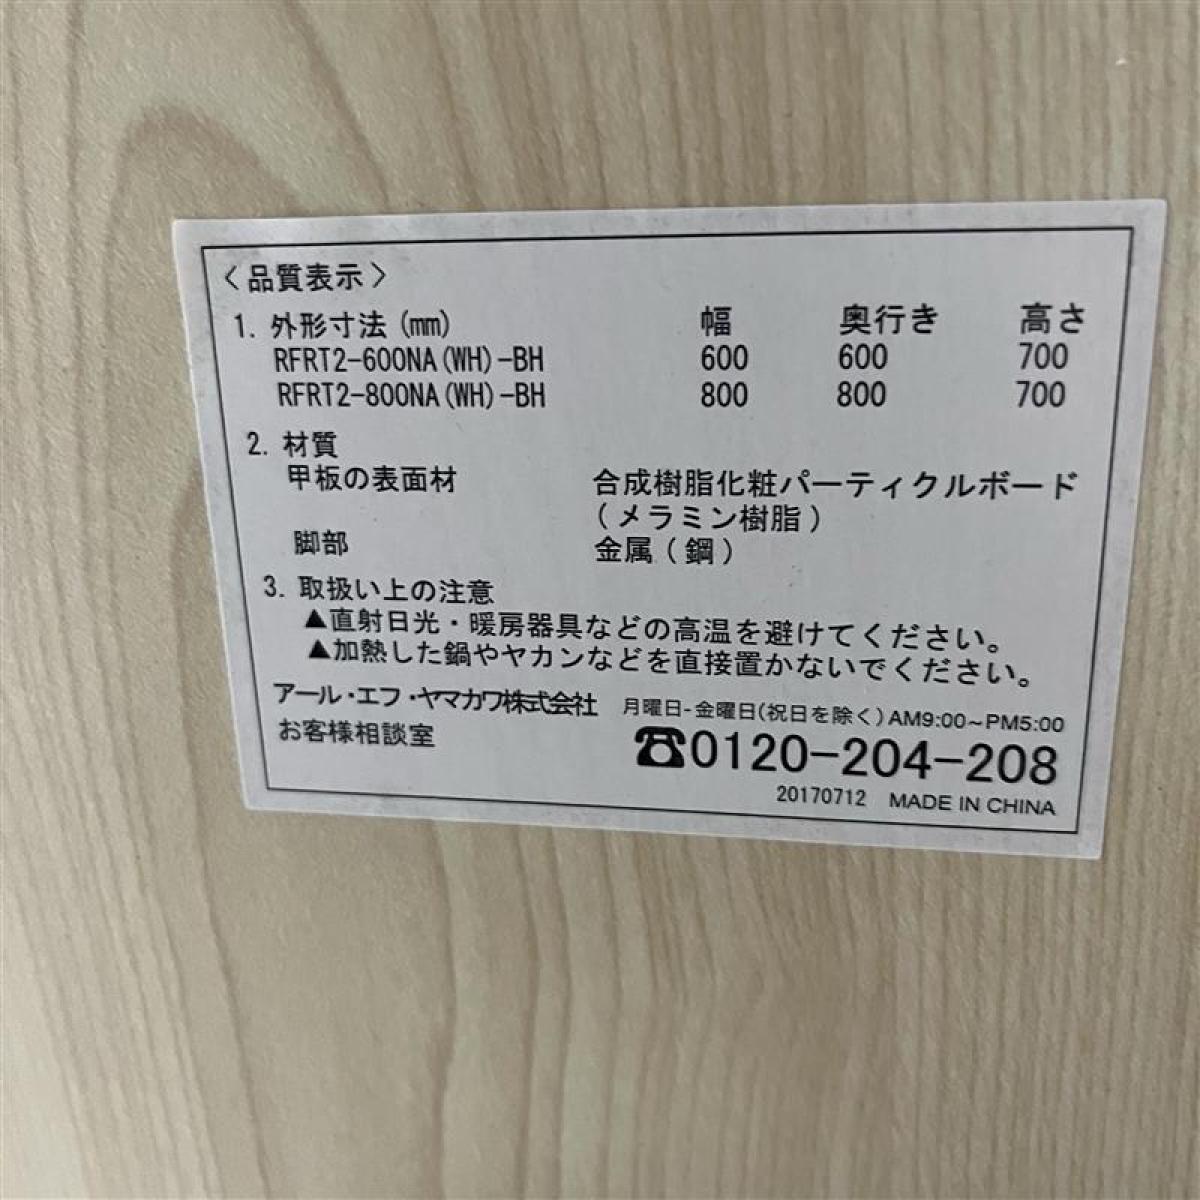 〈品質表示〉
1. 外形寸法(mm) 幅 奥行き 高さ
RFRT2-600NA(WH)-BH 600 600 700
RFRT2-800NA(WH)-BH 800 800 700
2. 材質
甲板の表面材 合成樹脂化粧パーティクルボード
(メラミン樹脂)
脚部 金属(鋼)
3. 取扱い上の注意
▲直射日光・暖房器具などの高温を避けてください。
▲加熱した鍋ややカンなどを直接置かないでください。
アール・エフ・ヤマカワ株式会社 月曜日-金曜日(祝日を除く)AM9:00~PM5:00
お客様相談室 ☎0120-204-208
20170712 MADE IN CHINA